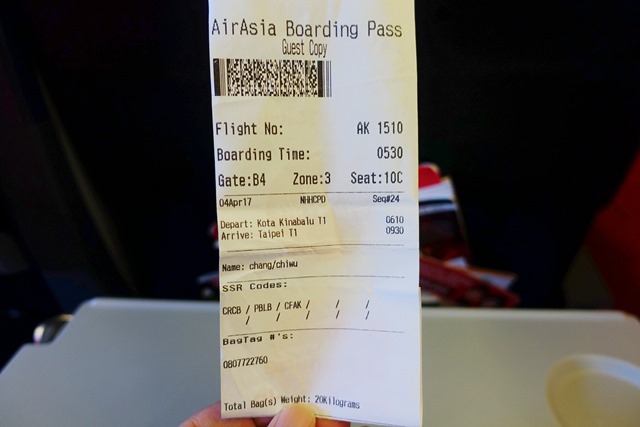 AirAsia Boarding Pass
Guest Copy
Flight No: AK 1510
Boarding Time: 0530
Gate:B4 Zone:3 Seat:10C
04Apr17 NHHCPD Seq#24
Depart: Kota Kinabalu T1 0610
Arrive: Taipei T1 0930
Name: chang/chiwu
SSR Codes:
CRCB / PBLB / CFAK / / /
/ / / / /
BagTag #'s:
0807722760
Total Bag(s) Weight: 20Kilograms